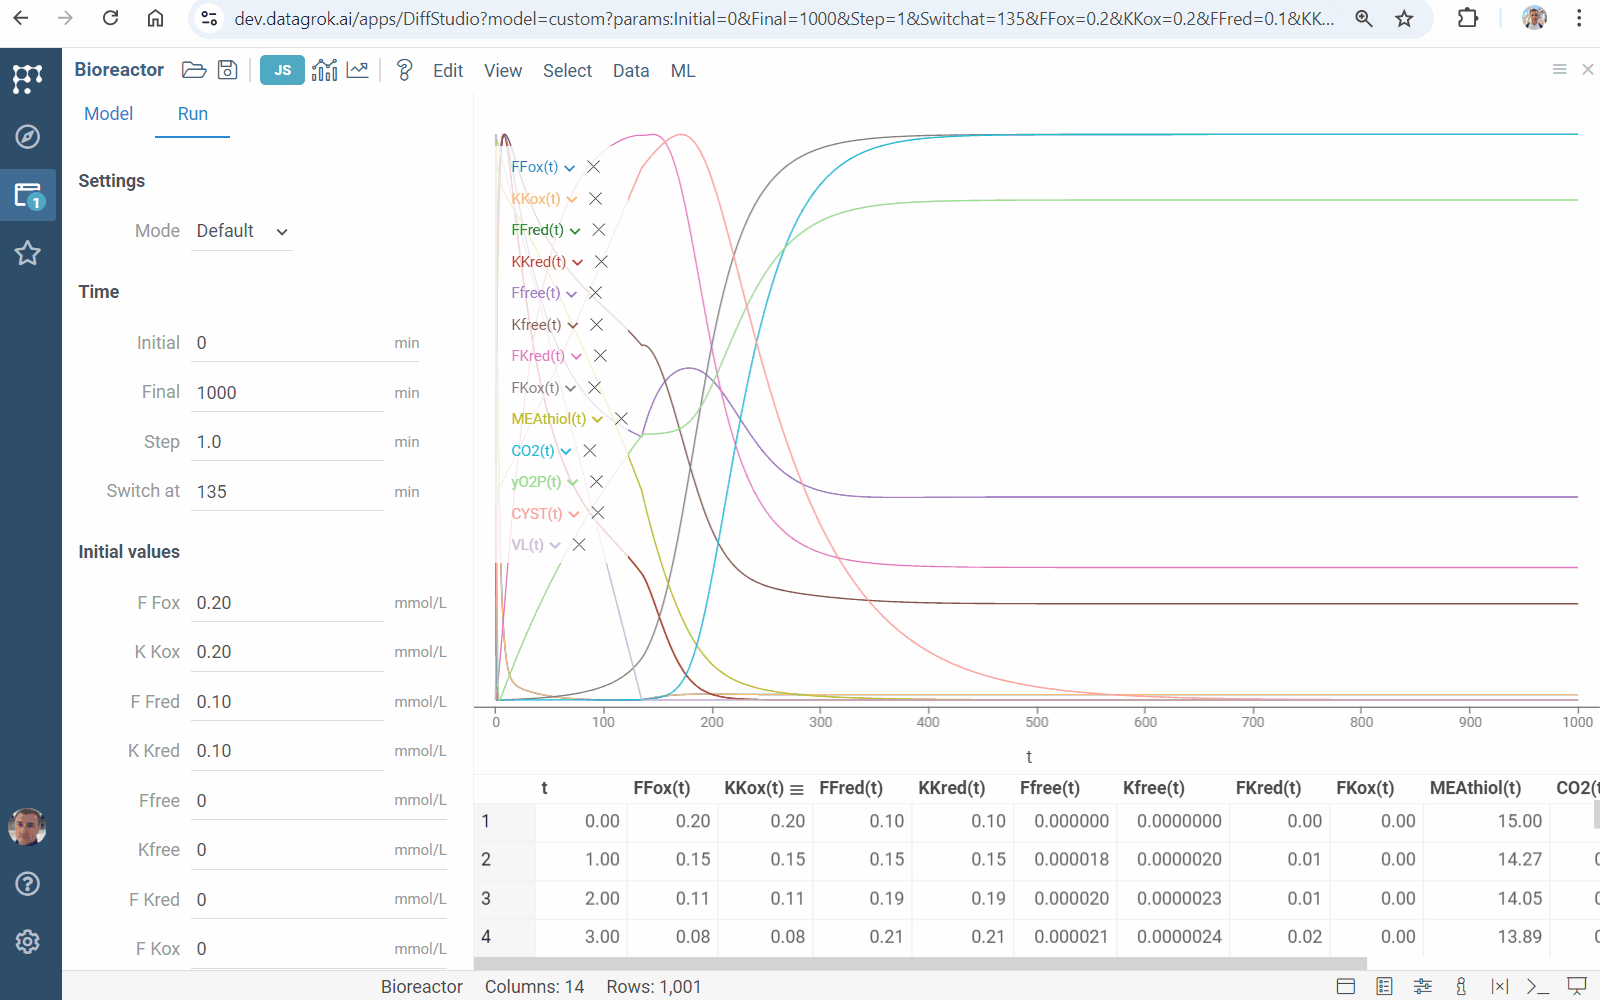 dev.datagrok.ai/apps/DiffStudio?model=custom?params:Initial=0&Final=1000&Step=1&Switchat=135&FFox=0.2&KKox=0.2&FFred=0.1&KK...
Bioreactor JS Edit View Select Data ML
Model Run
1
Settings
Mode Default
Time
Initial 0 min
Final 1000 min
Step 1.0 min
Switch at 135 min
Initial values
F Fox 0.20 mmol/L
K Kox 0.20 mmol/L
F Fred 0.10 mmol/L
K Kred 0.10 mmol/L
Ffree 0 mmol/L
Kfree 0 mmol/L
F Kred 0 mmol/L
F Kox 0 mmol/L
FFox(t)
KKox(t)
FFred(t)
KKred(t)
Ffree(t)
Kfree(t)
FKred(t)
FKox(t)
MEAthiol(t)
CO2(t)
yO2P(t)
CYST(t)
VL(t)
0 100 200 300 400 500 600 700 800 900 1000
t
t FFox(t) KKox(t) FFred(t) KKred(t) Ffree(t) Kfree(t) FKred(t) FKox(t) MEAthiol(t) CO2(t
1 0.00 0.20 0.20 0.10 0.10 0.000000 0.0000000 0.00 0.00 15.00
2 1.00 0.15 0.15 0.15 0.15 0.000018 0.0000020 0.01 0.00 14.27
3 2.00 0.11 0.11 0.19 0.19 0.000020 0.0000023 0.01 0.00 14.05
4 3.00 0.08 0.08 0.21 0.21 0.000021 0.0000024 0.02 0.00 13.89
Bioreactor Columns: 14 Rows: 1,001